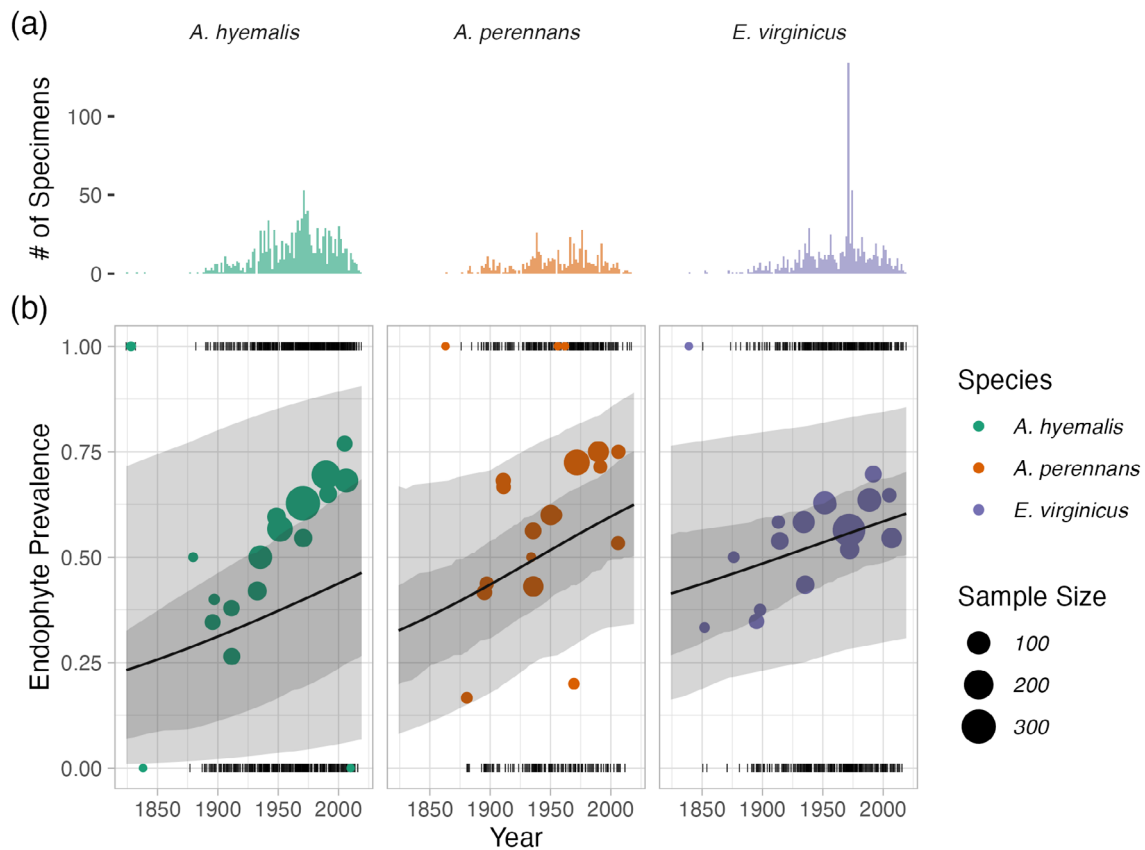 (a)
A. hyemalis A. perennans E. virginicus
# of Specimens
100
50
0
(b)
Endophyte Prevalence
1.00
0.75
0.50
0.25
0.00
1850 1900 1950 2000 1850 1900 1950 2000 1850 1900 1950 2000
Year
Species
A. hyemalis
A. perennans
E. virginicus
Sample Size
100
200
300